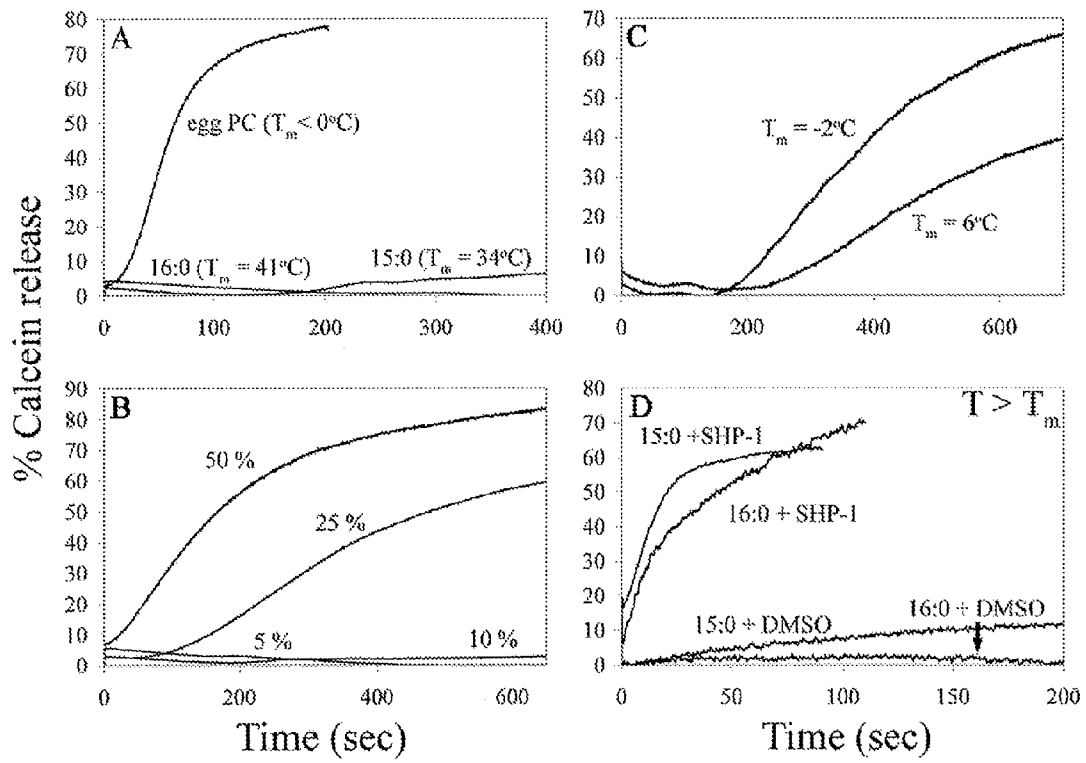 % Calcein release
A
80
70
60
50
40
30
20
10
0
egg PC (Tm < 0°C)
16:0 (Tm = 41°C)
15:0 (Tm = 34°C)
0 100 200 300 400
C
70
60
50
40
30
20
10
0
Tm = -2°C
Tm = 6°C
0 200 400 600
B
90
80
70
60
50
40
30
20
10
0
50 %
25 %
5 %
10 %
0 200 400 600
Time (sec)
D
T > Tm
80
70
60
50
40
30
20
10
0
15:0 +SHP-1
16:0 + SHP-1
16:0 + DMSO
15:0 + DMSO
0 50 100 150 200
Time (sec)